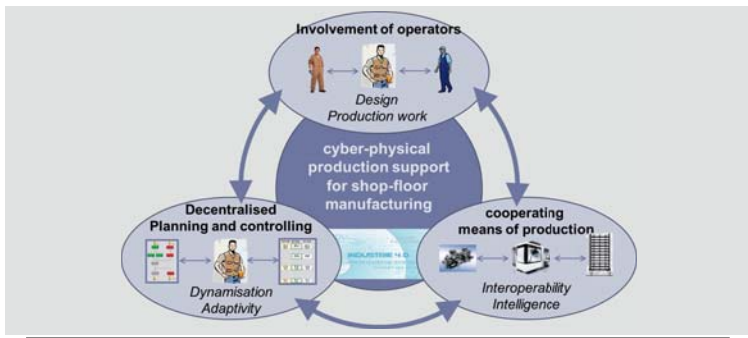 Involvement of operators
Design
Production work
cyber-physical
production support
for shop-floor
manufacturing
Decentralised
Planning and controlling
Dynamisation
Adaptivity
cooperating
means of production
Interoperability
Intelligence
INDUSTRIE 4.0